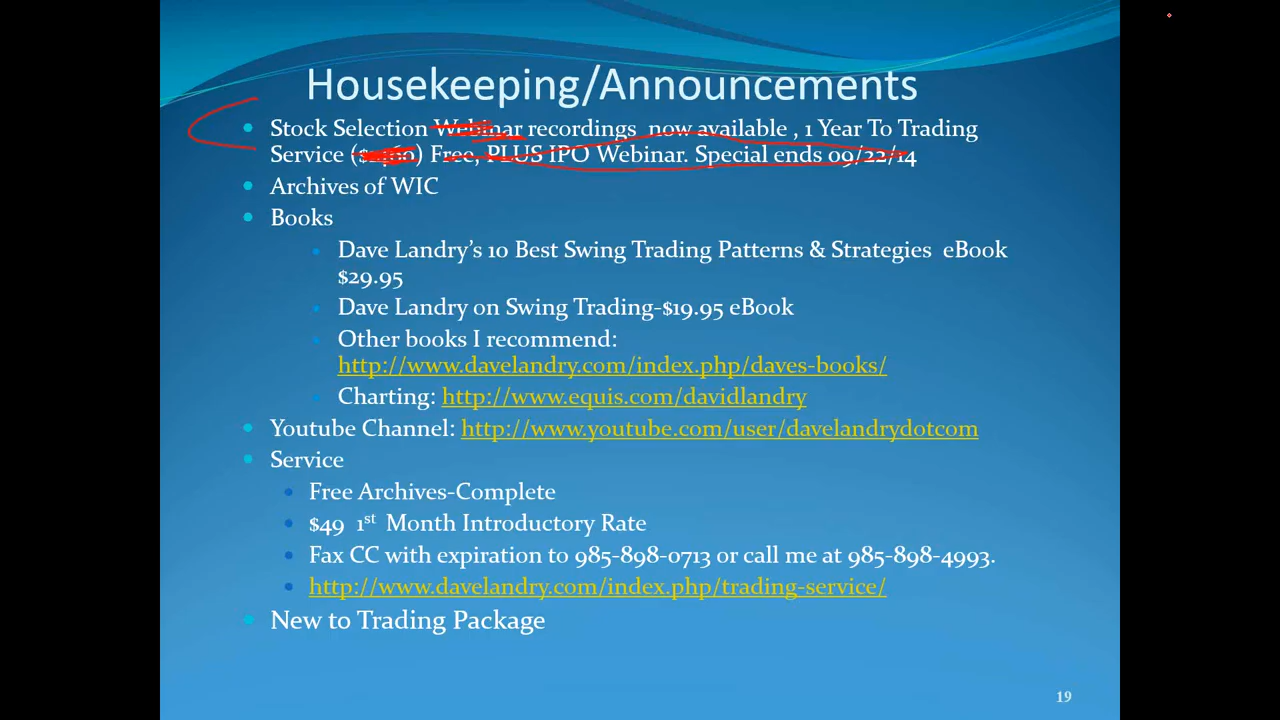 Housekeeping/Announcements
Stock Selection Webinar recordings now available , 1 Year To Trading
Service () Free, PLUS IPO Webinar. Special ends 09/22/14
Archives of WIC
Books
Dave Landry's 10 Best Swing Trading Patterns & Strategies eBook
$29.95
Dave Landry on Swing Trading-$19.95 eBook
Other books I recommend:
http://www.davelandry.com/index.php/daves-books/
Charting: http://www.equis.com/davidlandry
Youtube Channel: http://www.youtube.com/user/davelandrydotcom
Service
Free Archives-Complete
$49 1st Month Introductory Rate
Fax CC with expiration to 985-898-0713 or call me at 985-898-4993.
http://www.davelandry.com/index.php/trading-service/
New to Trading Package
19